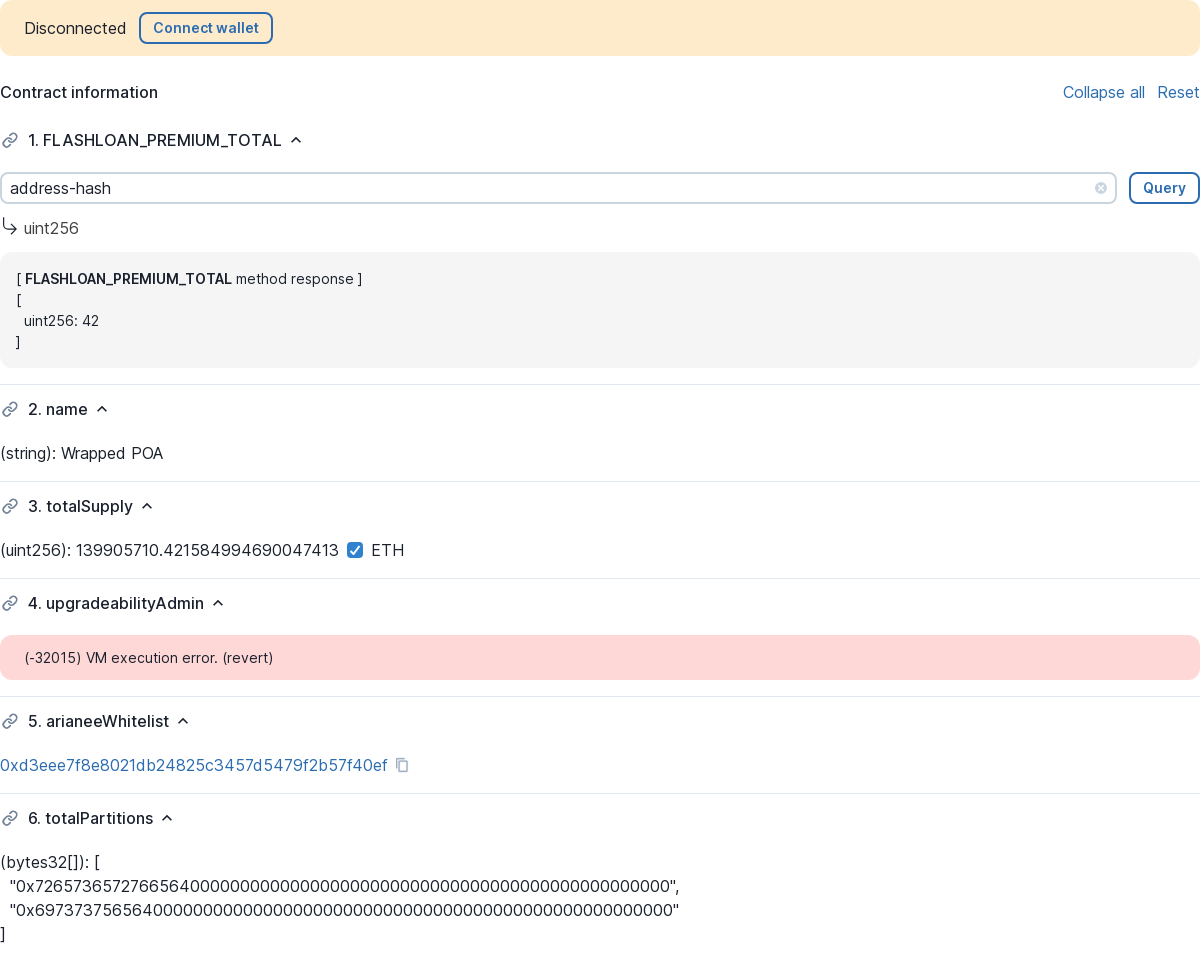 Disconnected
Connect wallet
Contract information
Collapse all
Reset
1. FLASHLOAN_PREMIUM_TOTAL
address-hash
Query
uint256
[ FLASHLOAN_PREMIUM_TOTAL method response ]
[
uint256: 42
]
2. name
(string): Wrapped POA
3. totalSupply
(uint256): 139905710.421584994690047413
ETH
4. upgradeabilityAdmin
(-32015) VM execution error. (revert)
5. arianeeWhitelist
0xd3eee7f8e8021db24825c3457d5479f2b57f40ef
6. totalPartitions
(bytes32[]): [
"0x7265736572766564000000000000000000000000000000000000000000000000",
"0x6973737565640000000000000000000000000000000000000000000000000000"
]